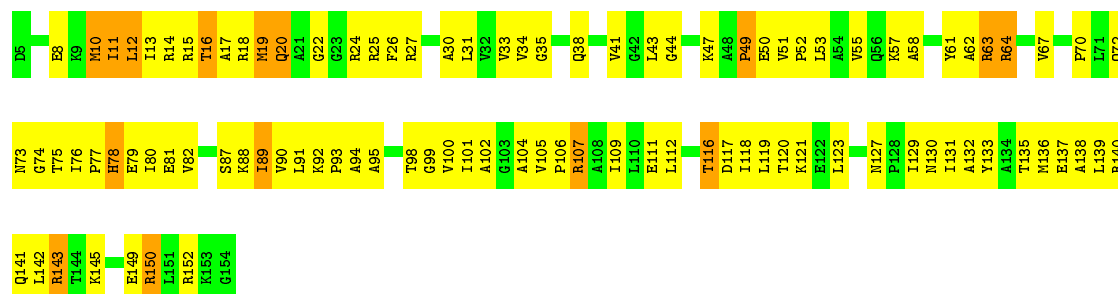 D5 E8 K9 M10 I11 L12 I13 R14 R15 T16 A17 R18 M19 Q20 A21 G22 G23 R24 R25 F26 R27 A30 L31 V32 V33 V34 G35 Q38 V41 G42 L43 G44 K47 A48 P49 E50 V51 P52 L53 A54 V55 Q56 K57 A58 Y61 A62 R63 R64 V67 P70 L71 Q72
N73 G74 T75 I76 P77 H78 E79 I80 E81 V82 S87 K88 I89 V90 L91 K92 P93 A94 A95 T98 G99 V100 I101 A102 G103 A104 V105 P106 R107 A108 I109 L110 E111 L112 T116 D117 I118 L119 T120 K121 E122 L123 N127 P128 I129 N130 I131 A132 Y133 A134 T135 M136 E137 A138 L139 R140
Q141 L142 R143 T144 K145 E149 R150 L151 R152 K153 G154